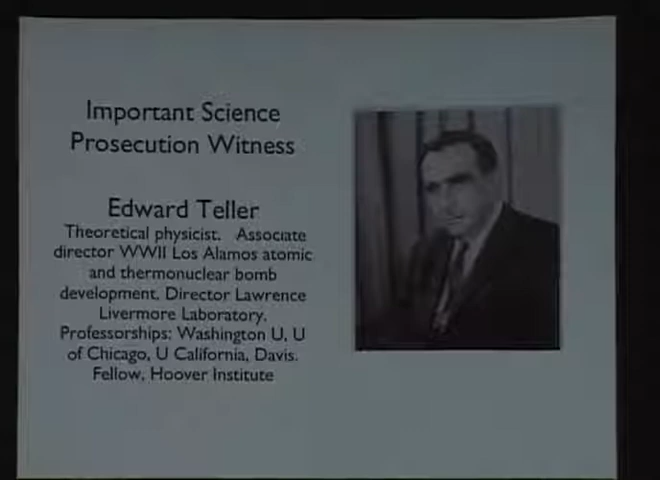 Important Science
Prosecution Witness
Edward Teller
Theoretical physicist. Associate
director WWII Los Alamos atomic
and thermonuclear bomb
development. Director Lawrence
Livermore Laboratory.
Professorships: Washington U, U
of Chicago, U California, Davis.
Fellow, Hoover Institute